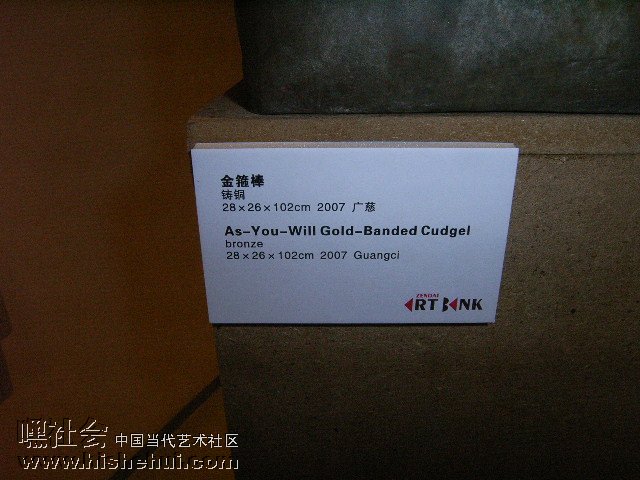 金箍棒
铸铜
28×26×102cm 2007 广慈
As-You-Will Gold-Banded Cudgel
bronze
28×26×102cm 2007 Guangci
ZENDAI
ART BANK
嘿社会 中国当代艺术社区
www.hishehui.com